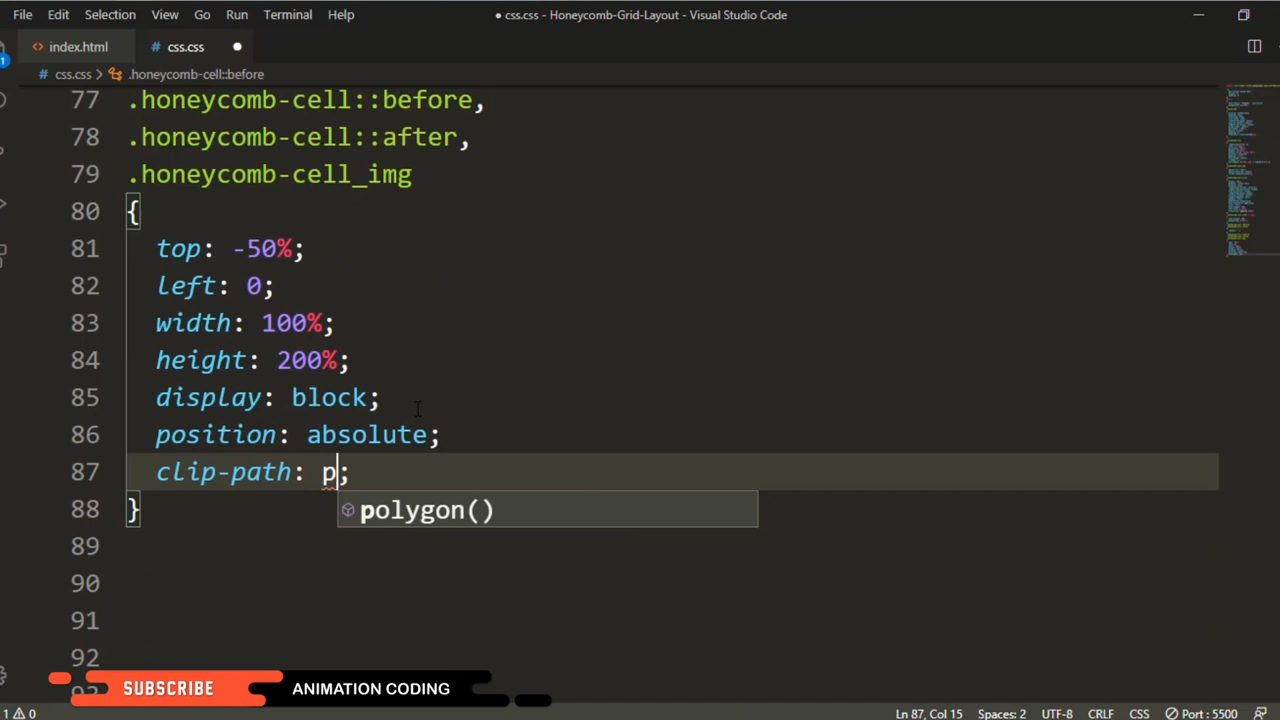 File Edit Selection View Go Run Terminal Help ● css.css - Honeycomb-Grid-Layout - Visual Studio Code
index.html # css.css
1
# css.css > .honeycomb-cell::before
77 .honeycomb-cell::before,
78 .honeycomb-cell::after,
79 .honeycomb-cell_img
80 {
81 top: -50%;
82 left: 0;
83 width: 100%;
84 height: 200%;
85 display: block;
86 position: absolute;
87 clip-path: p;
polygon()
88 }
89
90
91
92
SUBSCRIBE ANIMATION CODING
1 0 Ln 87, Col 15 Spaces: 2 UTF-8 CRLF CSS Port : 5500